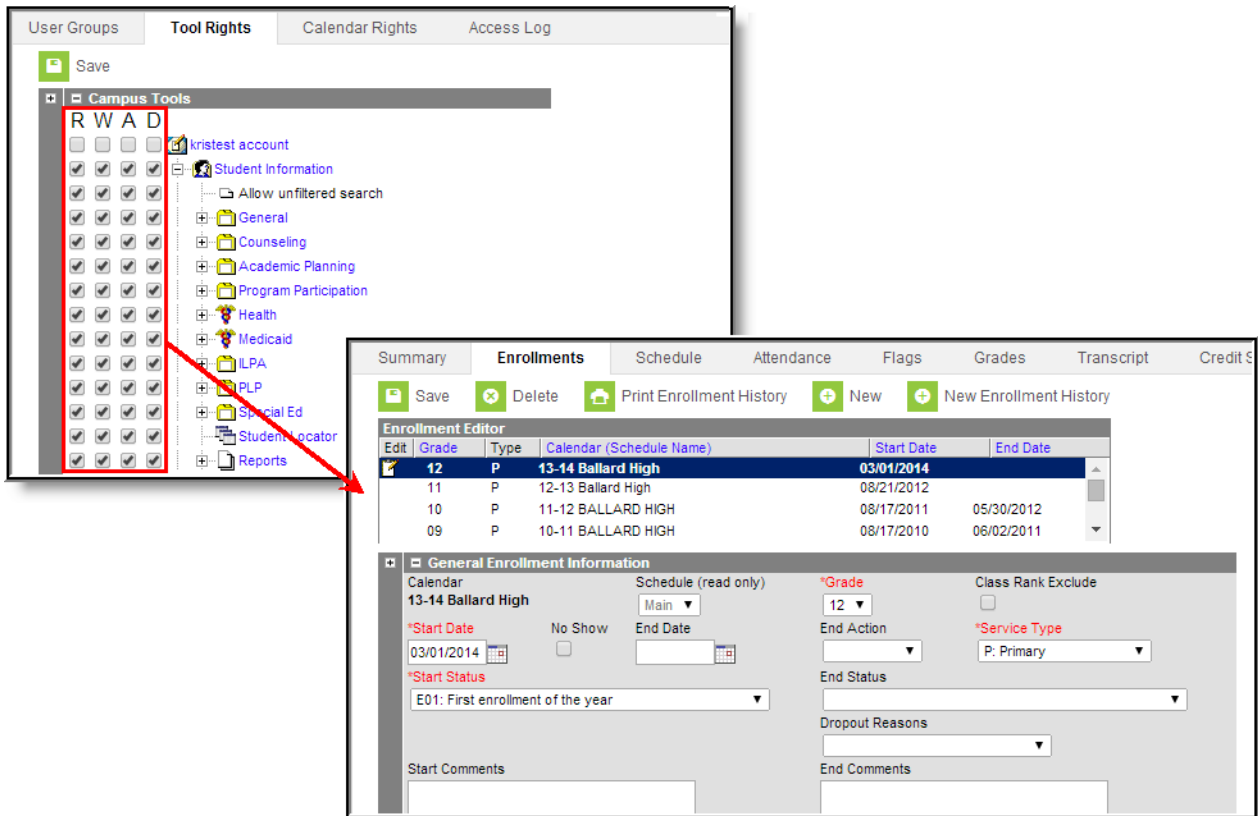 User Groups Tool Rights Calendar Rights Access Log
Save
Campus Tools
R W A D
kristest account
Student Information
Allow unfiltered search
General
Counseling
Academic Planning
Program Participation
Health
Medicaid
ILPA
PLP
Special Ed
Student Locator
Reports
Summary Enrollments Schedule Attendance Flags Grades Transcript Credit S
Save Delete Print Enrollment History New New Enrollment History
Enrollment Editor
Edit Grade Type Calendar (Schedule Name) Start Date End Date
12 P 13-14 Ballard High 03/01/2014
11 P 12-13 Ballard High 08/21/2012
10 P 11-12 BALLARD HIGH 08/17/2011 05/30/2012
09 P 10-11 BALLARD HIGH 08/17/2010 06/02/2011
General Enrollment Information
Calendar Schedule (read only) *Grade Class Rank Exclude
13-14 Ballard High Main 12
*Start Date No Show End Date End Action *Service Type
03/01/2014 P: Primary
*Start Status End Status
E01: First enrollment of the year
Dropout Reasons
Start Comments End Comments